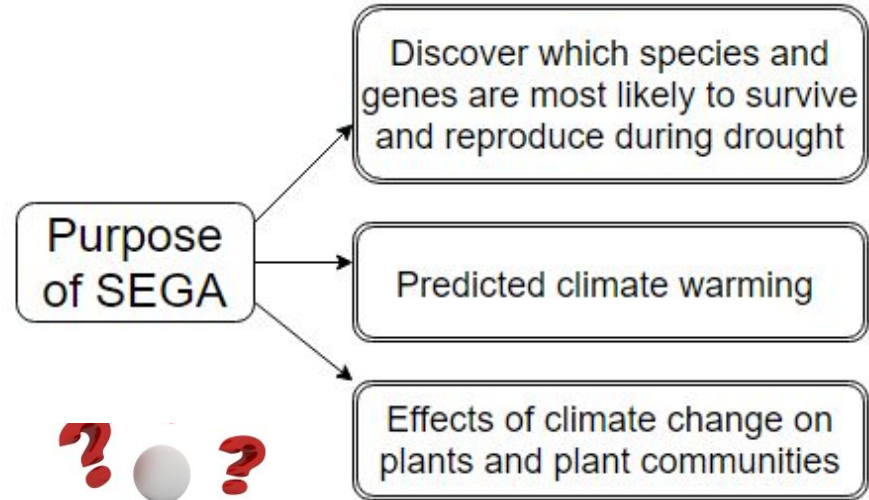 Discover which species and
genes are most likely to survive
and reproduce during drought
Purpose
of SEGA
Predicted climate warming
Effects of climate change on
plants and plant communities
? ?